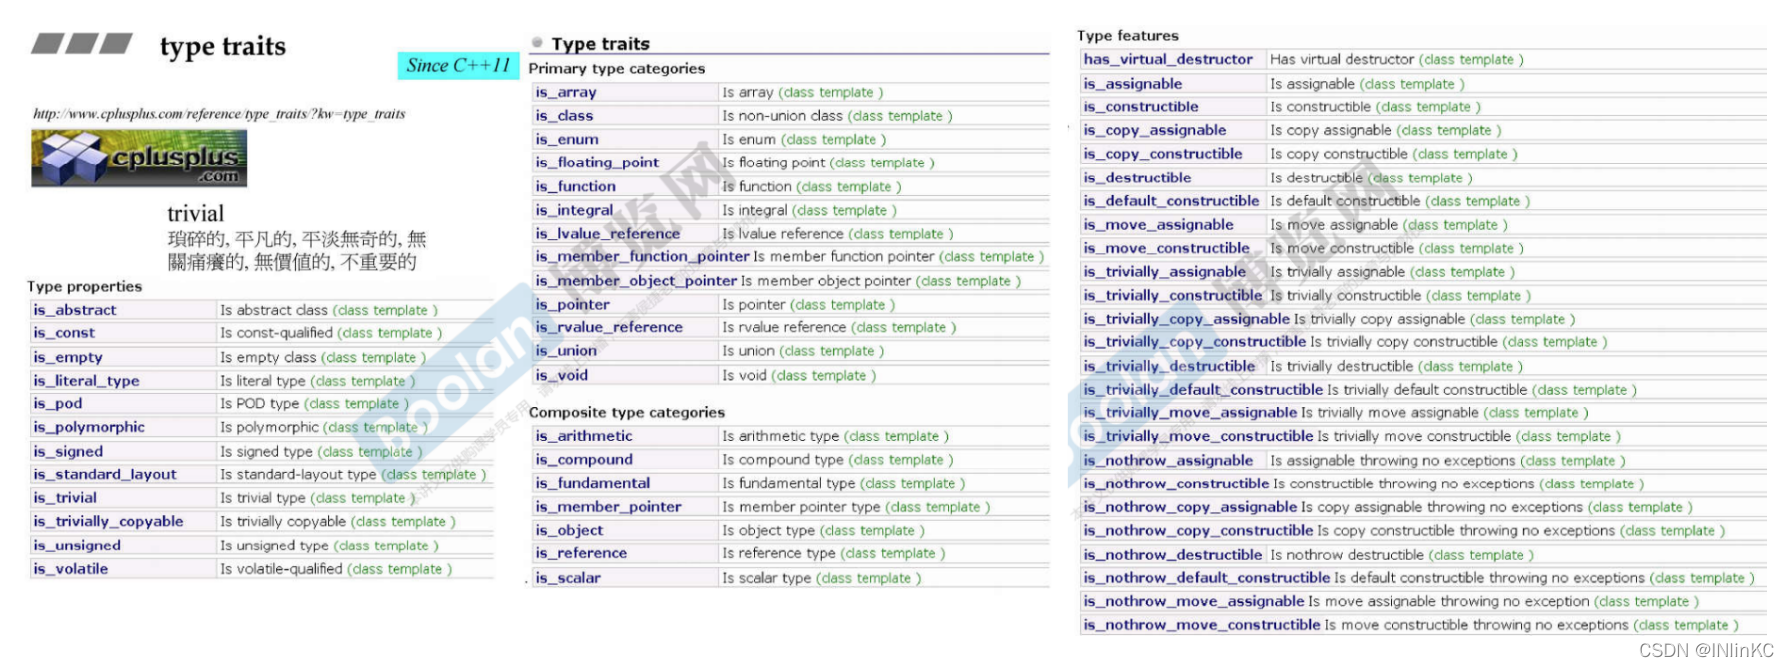 type traits
Since C++11
http://www.cplusplus.com/reference/type_traits/?kw=type_traits
cplusplus
.com
trivial
瑣碎的, 平凡的, 平淡無奇的, 無
關痛癢的, 無價值的, 不重要的
Type properties
is_abstract Is abstract class (class template )
is_const Is const-qualified (class template )
is_empty Is empty class (class template )
is_literal_type Is literal type (class template )
is_pod Is POD type (class template )
is_polymorphic Is polymorphic (class template )
is_signed Is signed type (class template )
is_standard_layout Is standard-layout type (class template )
is_trivial Is trivial type (class template )
is_trivially_copyable Is trivially copyable (class template )
is_unsigned Is unsigned type (class template )
is_volatile Is volatile-qualified (class template )
Type traits
Primary type categories
is_array Is array (class template )
is_class Is non-union class (class template )
is_enum Is enum (class template )
is_floating_point Is floating point (class template )
is_function Is function (class template )
is_integral Is integral (class template )
is_lvalue_reference Is lvalue reference (class template )
is_member_function_pointer Is member function pointer (class template )
is_member_object_pointer Is member object pointer (class template )
is_pointer Is pointer (class template )
is_rvalue_reference Is rvalue reference (class template )
is_union Is union (class template )
is_void Is void (class template )
Composite type categories
is_arithmetic Is arithmetic type (class template )
is_compound Is compound type (class template )
is_fundamental Is fundamental type (class template )
is_member_pointer Is member pointer type (class template )
is_object Is object type (class template )
is_reference Is reference type (class template )
is_scalar Is scalar type (class template )
Type features
has_virtual_destructor Has virtual destructor (class template )
is_assignable Is assignable (class template )
is_constructible Is constructible (class template )
is_copy_assignable Is copy assignable (class template )
is_copy_constructible Is copy constructible (class template )
is_destructible Is destructible (class template )
is_default_constructible Is default constructible (class template )
is_move_assignable Is move assignable (class template )
is_move_constructible Is move constructible (class template )
is_trivially_assignable Is trivially assignable (class template )
is_trivially_constructible Is trivially constructible (class template )
is_trivially_copy_assignable Is trivially copy assignable (class template )
is_trivially_copy_constructible Is trivially copy constructible (class template )
is_trivially_destructible Is trivially destructible (class template )
is_trivially_default_constructible Is trivially default constructible (class template )
is_trivially_move_assignable Is trivially move assignable (class template )
is_trivially_move_constructible Is trivially move constructible (class template )
is_nothrow_assignable Is assignable throwing no exceptions (class template )
is_nothrow_constructible Is constructible throwing no exceptions (class template )
is_nothrow_copy_assignable Is copy assignable throwing no exceptions (class template )
is_nothrow_copy_constructible Is copy constructible throwing no exceptions (class template )
is_nothrow_destructible Is nothrow destructible (class template )
is_nothrow_default_constructible Is default constructible throwing no exceptions (class template )
is_nothrow_move_assignable Is move assignable throwing no exception (class template )
is_nothrow_move_constructible Is move constructible throwing no exceptions (class template )
boolan 博览网
boolan 博览网
CSDN @INlinKC